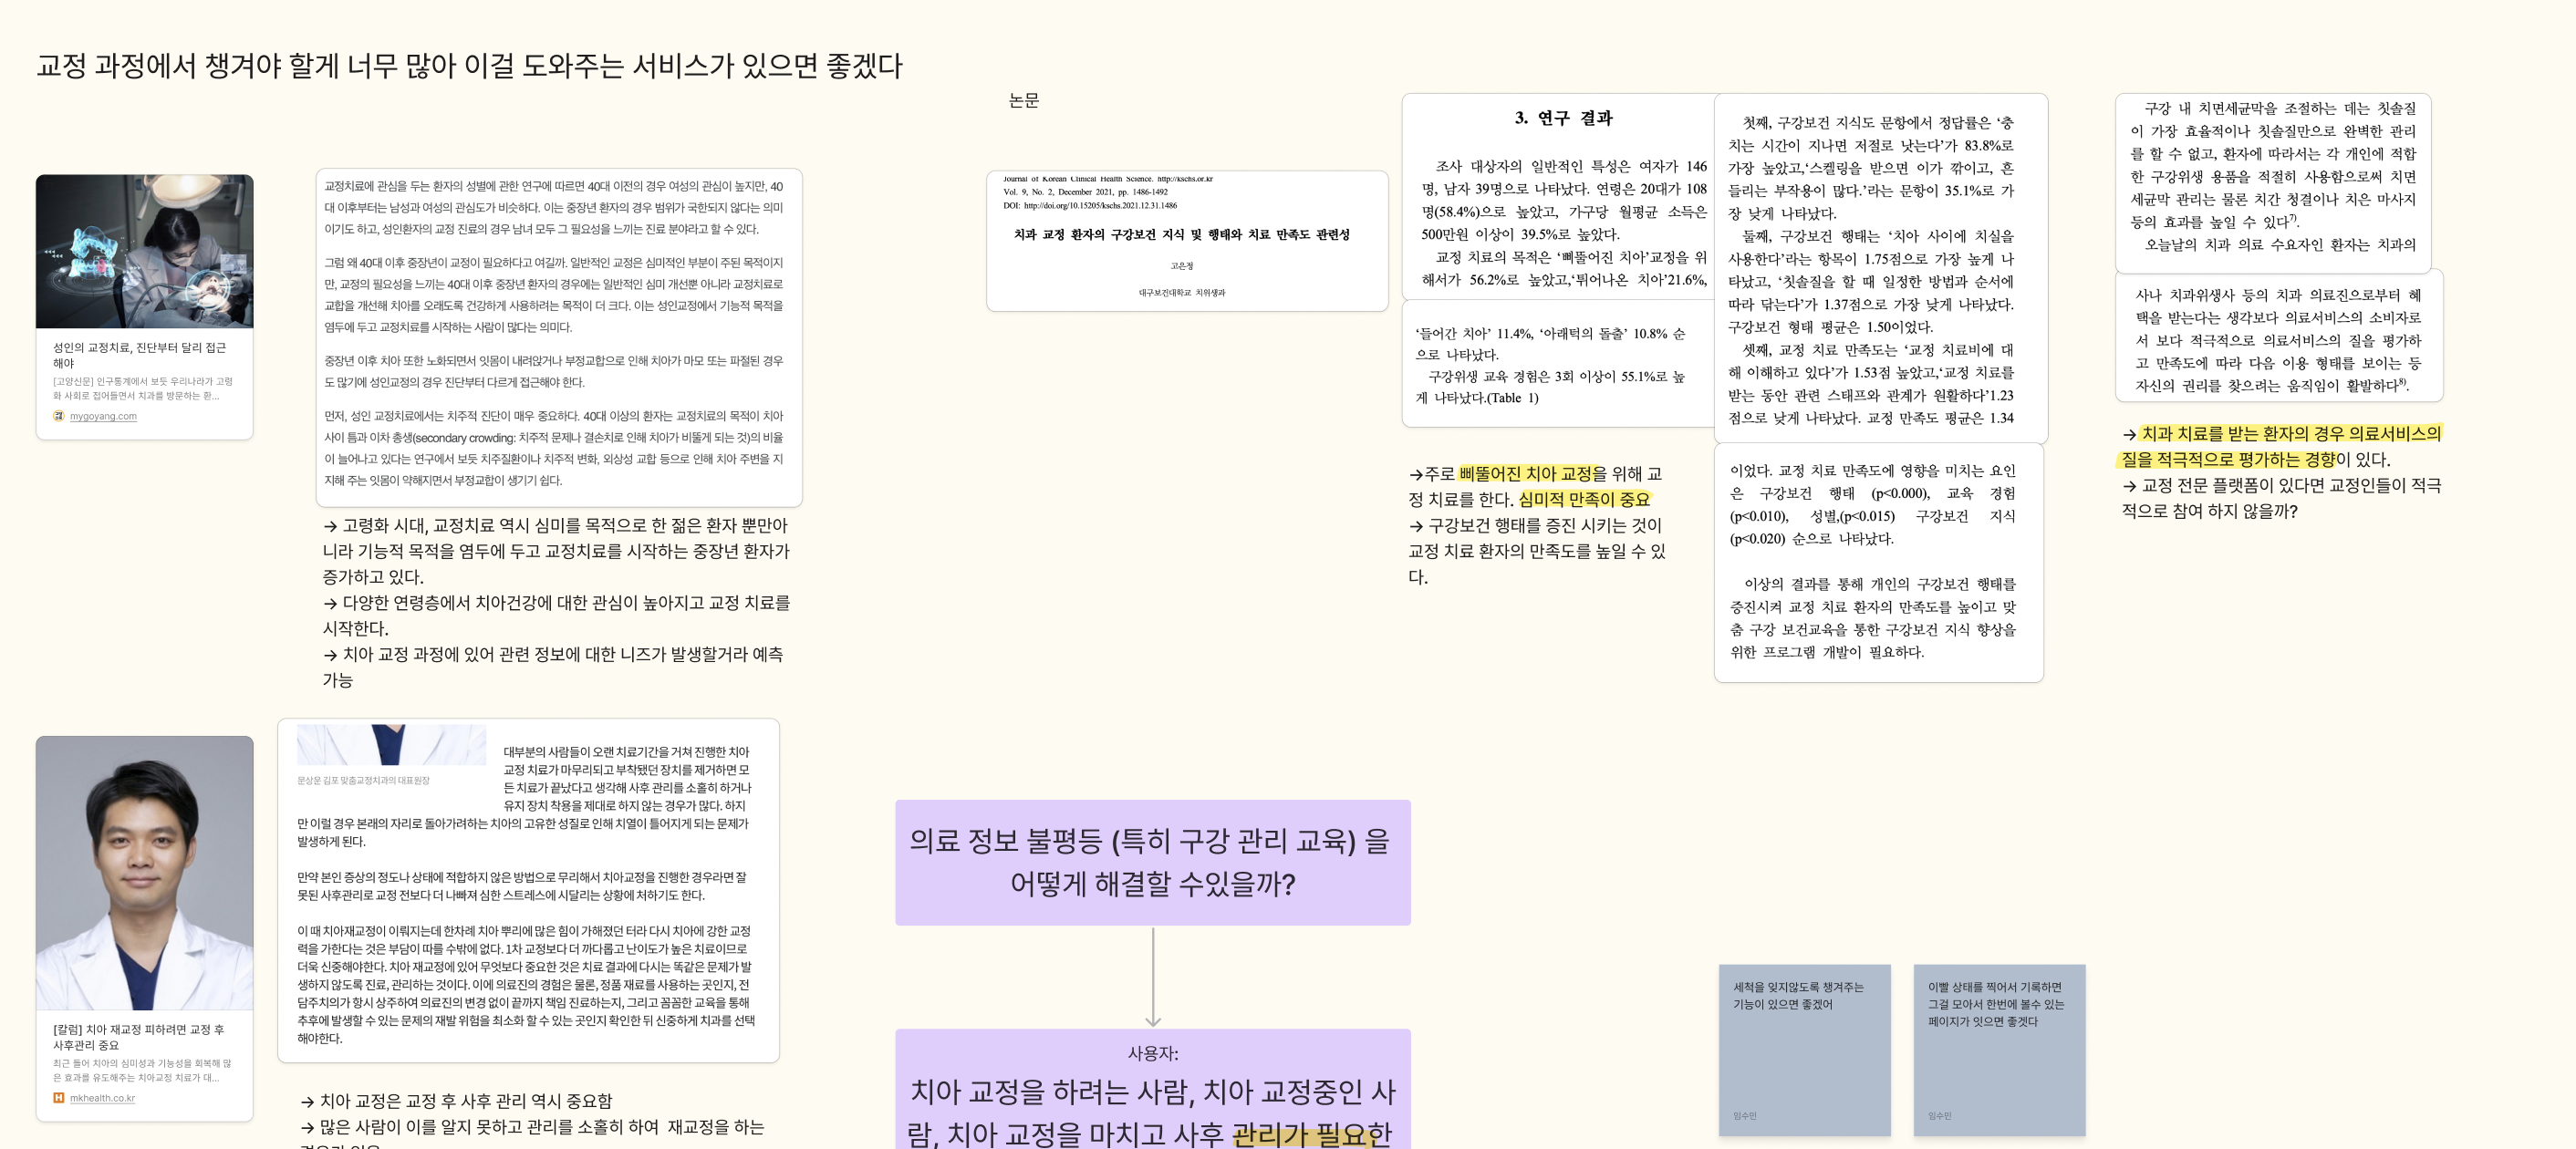 교정 과정에서 챙겨야 할게 너무 많아 이걸 도와주는 서비스가 있으면 좋겠다
성인의 교정치료, 진단부터 달리 접근
해야
[고양신문] 인구통계에서 보듯 우리나라가 고령
화 사회로 접어들면서 치과를 방문하는 환...
mygoyang.com
교정치료에 관심을 두는 환자의 성별에 관한 연구에 따르면 40대 이전의 경우 여성의 관심이 높지만, 40
대 이후부터는 남성과 여성의 관심도가 비슷하다. 이는 중장년 환자의 경우 범위가 국한되지 않다는 의미
이기도 하고, 성인환자의 교정 진료의 경우 남녀 모두 그 필요성을 느끼는 진료 분야라고 할 수 있다.
그럼 왜 40대 이후 중장년이 교정이 필요하다고 여길까. 일반적인 교정은 심미적인 부분이 주된 목적이지
만, 교정의 필요성을 느끼는 40대 이후 중장년 환자의 경우에는 일반적인 심미 개선뿐 아니라 교정치료로
교합을 개선해 치아를 오래도록 건강하게 사용하려는 목적이 더 크다. 이는 성인교정에서 기능적 목적을
염두에 두고 교정치료를 시작하는 사람이 많다는 의미다.
중장년 이후 치아 또한 노화되면서 잇몸이 내려앉거나 부정교합으로 인해 치아가 마모 또는 파절된 경우
도 많기에 성인교정의 경우 진단부터 다르게 접근해야 한다.
먼저, 성인 교정치료에서는 치주적 진단이 매우 중요하다. 40대 이상의 환자는 교정치료의 목적이 치아
사이 틈과 이차 총생(secondary crowding: 치주적 문제나 결손치로 인해 치아가 비뚤게 되는 것)의 비율
이 늘어나고 있다는 연구에서 보듯 치주질환이나 치주적 변화, 외상성 교합 등으로 인해 치아 주변을 지
지해 주는 잇몸이 약해지면서 부정교합이 생기기 쉽다.
→ 고령화 시대, 교정치료 역시 심미를 목적으로 한 젊은 환자 뿐만아
니라 기능적 목적을 염두에 두고 교정치료를 시작하는 중장년 환자가
증가하고 있다.
→ 다양한 연령층에서 치아건강에 대한 관심이 높아지고 교정 치료를
시작한다.
→ 치아 교정 과정에 있어 관련 정보에 대한 니즈가 발생할거라 예측
가능
논문
Journal of Korean Clinical Health Science. http://kschs.or.kr
Vol. 9, No. 2, December 2021, pp. 1486-1492
DOI: http://doi.org/10.15205/kschs.2021.12.31.1486
치과 교정 환자의 구강보건 지식 및 행태와 치료 만족도 관련성
고은정
대구보건대학교 치위생과
3. 연구 결과
조사 대상자의 일반적인 특성은 여자가 146
명, 남자 39명으로 나타났다. 연령은 20대가 108
명(58.4%)으로 높았고, 가구당 월평균 소득은
500만원 이상이 39.5%로 높았다.
교정 치료의 목적은 ‘삐뚤어진 치아’교정을 위
해서가 56.2%로 높았고,‘튀어나온 치아’21.6%,
‘들어간 치아’ 11.4%, ‘아래턱의 돌출’ 10.8% 순
으로 나타났다.
구강위생 교육 경험은 3회 이상이 55.1%로 높
게 나타났다.(Table 1)
→주로 삐뚤어진 치아 교정을 위해 교
정 치료를 한다. 심미적 만족이 중요
→ 구강보건 행태를 증진 시키는 것이
교정 치료 환자의 만족도를 높일 수 있
다.
첫째, 구강보건 지식도 문항에서 정답률은 ‘충
치는 시간이 지나면 저절로 낫는다’가 83.8%로
가장 높았고,‘스켈링을 받으면 이가 깎이고, 흔
들리는 부작용이 많다.’라는 문항이 35.1%로 가
장 낮게 나타났다.
둘째, 구강보건 행태는 ‘치아 사이에 치실을
사용한다’라는 항목이 1.75점으로 가장 높게 나
타났고, ‘칫솔질을 할 때 일정한 방법과 순서에
따라 닦는다’가 1.37점으로 가장 낮게 나타났다.
구강보건 형태 평균은 1.50이었다.
셋째, 교정 치료 만족도는 ‘교정 치료비에 대
해 이해하고 있다’가 1.53점 높았고,‘교정 치료를
받는 동안 관련 스태프와 관계가 원활하다’1.23
점으로 낮게 나타났다. 교정 만족도 평균은 1.34
이었다. 교정 치료 만족도에 영향을 미치는 요인
은 구강보건 행태 (p<0.000), 교육 경험
(p<0.010), 성별,(p<0.015) 구강보건 지식
(p<0.020) 순으로 나타났다.
이상의 결과를 통해 개인의 구강보건 행태를
증진시켜 교정 치료 환자의 만족도를 높이고 맞
춤 구강 보건교육을 통한 구강보건 지식 향상을
위한 프로그램 개발이 필요하다.
구강 내 치면세균막을 조절하는 데는 칫솔질
이 가장 효율적이나 칫솔질만으로 완벽한 관리
를 할 수 없고, 환자에 따라서는 각 개인에 적합
한 구강위생 용품을 적절히 사용함으로써 치면
세균막 관리는 물론 치간 청결이나 치은 마사지
등의 효과를 높일 수 있다7).
오늘날의 치과 의료 수요자인 환자는 치과의
사나 치과위생사 등의 치과 의료진으로부터 혜
택을 받는다는 생각보다 의료서비스의 소비자로
서 보다 적극적으로 의료서비스의 질을 평가하
고 만족도에 따라 다음 이용 형태를 보이는 등
자신의 권리를 찾으려는 움직임이 활발하다8).
→ 치과 치료를 받는 환자의 경우 의료서비스의
질을 적극적으로 평가하는 경향이 있다.
→ 교정 전문 플랫폼이 있다면 교정인들이 적극
적으로 참여 하지 않을까?
[칼럼] 치아 재교정 피하려면 교정 후
사후관리 중요
최근 들어 치아의 심미성과 기능성을 회복해 많
은 효과를 유도해주는 치아교정 치료가 대...
mkhealth.co.kr
문상운 김포 맞춤교정치과의 대표원장
대부분의 사람들이 오랜 치료기간을 거쳐 진행한 치아
교정 치료가 마무리되고 부착됐던 장치를 제거하면 모
든 치료가 끝났다고 생각해 사후 관리를 소홀히 하거나
유지 장치 착용을 제대로 하지 않는 경우가 많다. 하지
만 이럴 경우 본래의 자리로 돌아가려하는 치아의 고유한 성질로 인해 치열이 틀어지게 되는 문제가
발생하게 된다.
만약 본인 증상의 정도나 상태에 적합하지 않은 방법으로 무리해서 치아교정을 진행한 경우라면 잘
못된 사후관리로 교정 전보다 더 나빠져 심한 스트레스에 시달리는 상황에 처하기도 한다.
이 때 치아재교정이 이뤄지는데 한차례 치아 뿌리에 많은 힘이 가해졌던 터라 다시 치아에 강한 교정
력을 가한다는 것은 부담이 따를 수밖에 없다. 1차 교정보다 더 까다롭고 난이도가 높은 치료이므로
더욱 신중해야한다. 치아 재교정에 있어 무엇보다 중요한 것은 치료 결과에 다시는 똑같은 문제가 발
생하지 않도록 진료, 관리하는 것이다. 이에 의료진의 경험은 물론, 정품 재료를 사용하는 곳인지, 전
담주치의가 항시 상주하여 의료진의 변경 없이 끝까지 책임 진료하는지, 그리고 꼼꼼한 교육을 통해
추후에 발생할 수 있는 문제의 재발 위험을 최소화 할 수 있는 곳인지 확인한 뒤 신중하게 치과를 선택
해야한다.
→ 치아 교정은 교정 후 사후 관리 역시 중요함
→ 많은 사람이 이를 알지 못하고 관리를 소홀히 하여 재교정을 하는
의료 정보 불평등 (특히 구강 관리 교육) 을
어떻게 해결할 수있을까?
사용자:
치아 교정을 하려는 사람, 치아 교정중인 사
람, 치아 교정을 마치고 사후 관리가 필요한
세척을 잊지않도록 챙겨주는
기능이 있으면 좋겠어
임수민
이빨 상태를 찍어서 기록하면
그걸 모아서 한번에 볼수 있는
페이지가 잇으면 좋겟다
임수민